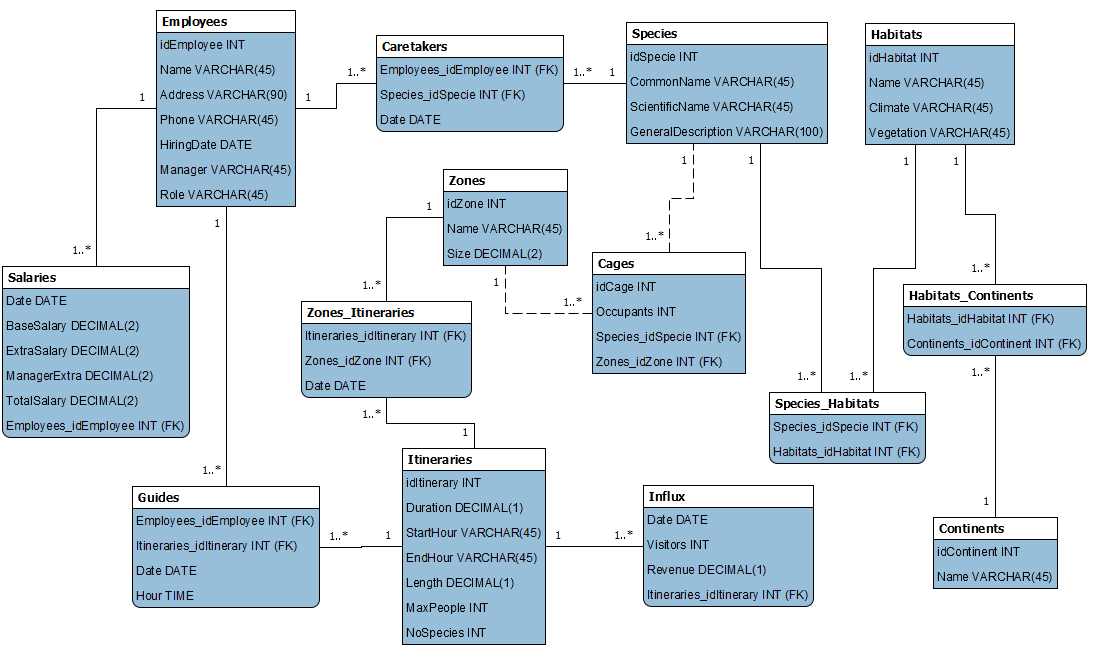 Employees
idEmployee INT
Name VARCHAR(45)
Address VARCHAR(90)
Phone VARCHAR(45)
HiringDate DATE
Manager VARCHAR(45)
Role VARCHAR(45)
1
1..*
Caretakers
Employees_idEmployee INT (FK)
Species_idSpecie INT (FK)
Date DATE
1..*
1
Species
idSpecie INT
CommonName VARCHAR(45)
ScientificName VARCHAR(45)
GeneralDescription VARCHAR(100)
Habitats
idHabitat INT
Name VARCHAR(45)
Climate VARCHAR(45)
Vegetation VARCHAR(45)
1
1..*
Salaries
Date DATE
BaseSalary DECIMAL(2)
ExtraSalary DECIMAL(2)
ManagerExtra DECIMAL(2)
TotalSalary DECIMAL(2)
Employees_idEmployee INT (FK)
Zones
idZone INT
Name VARCHAR(45)
Size DECIMAL(2)
1
1..*
Zones_Itineraries
Itineraries_idItinerary INT (FK)
Zones_idZone INT (FK)
Date DATE
1
1..*
1
1..*
Cages
idCage INT
Occupants INT
Species_idSpecie INT (FK)
Zones_idZone INT (FK)
1
1..*
1
1..*
Species_Habitats
Species_idSpecie INT (FK)
Habitats_idHabitat INT (FK)
1
1..*
Habitats_Continents
Habitats_idHabitat INT (FK)
Continents_idContinent INT (FK)
1..*
1
Continents
idContinent INT
Name VARCHAR(45)
1
1..*
Guides
Employees_idEmployee INT (FK)
Itineraries_idItinerary INT (FK)
Date DATE
Hour TIME
1..*
1
1..*
1
Itineraries
idItinerary INT
Duration DECIMAL(1)
StartHour VARCHAR(45)
EndHour VARCHAR(45)
Length DECIMAL(1)
MaxPeople INT
NoSpecies INT
1
1..*
Influx
Date DATE
Visitors INT
Revenue DECIMAL(1)
Itineraries_idItinerary INT (FK)